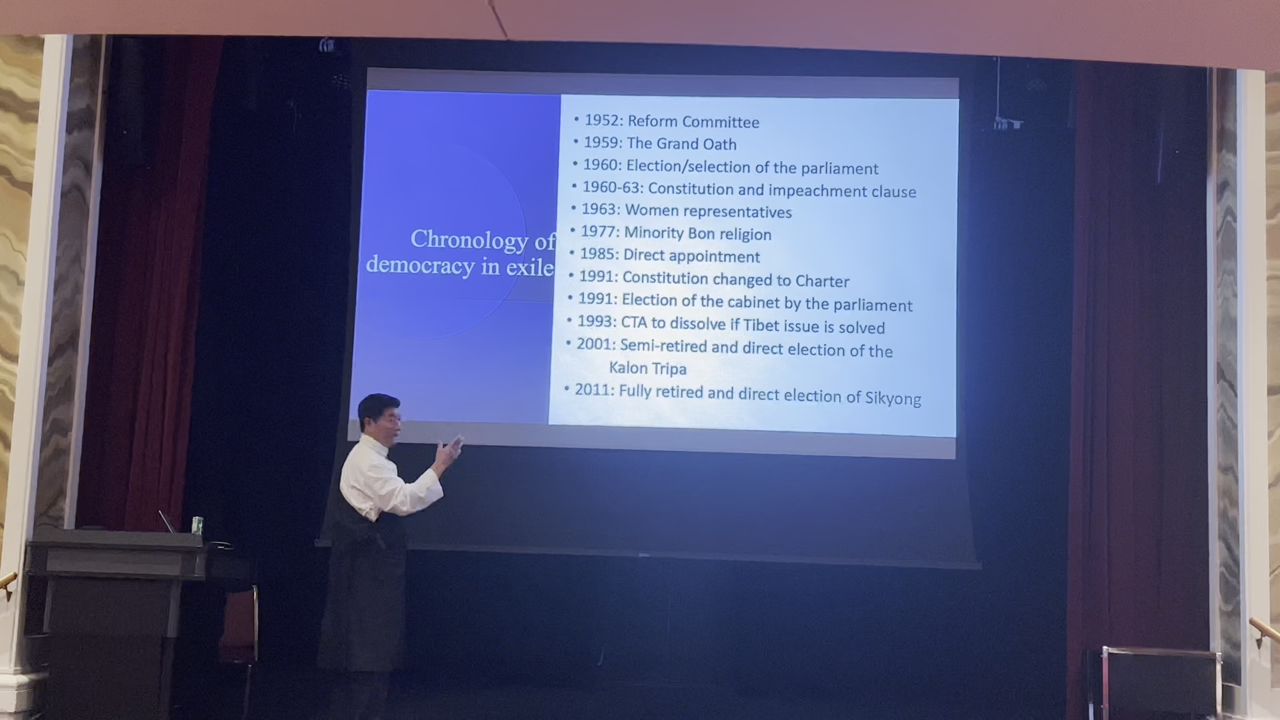 Chronology of
democracy in exile
• 1952: Reform Committee
• 1959: The Grand Oath
• 1960: Election/selection of the parliament
• 1960-63: Constitution and impeachment clause
• 1963: Women representatives
• 1977: Minority Bon religion
• 1985: Direct appointment
• 1991: Constitution changed to Charter
• 1991: Election of the cabinet by the parliament
• 1993: CTA to dissolve if Tibet issue is solved
• 2001: Semi-retired and direct election of the
Kalon Tripa
• 2011: Fully retired and direct election of Sikyong